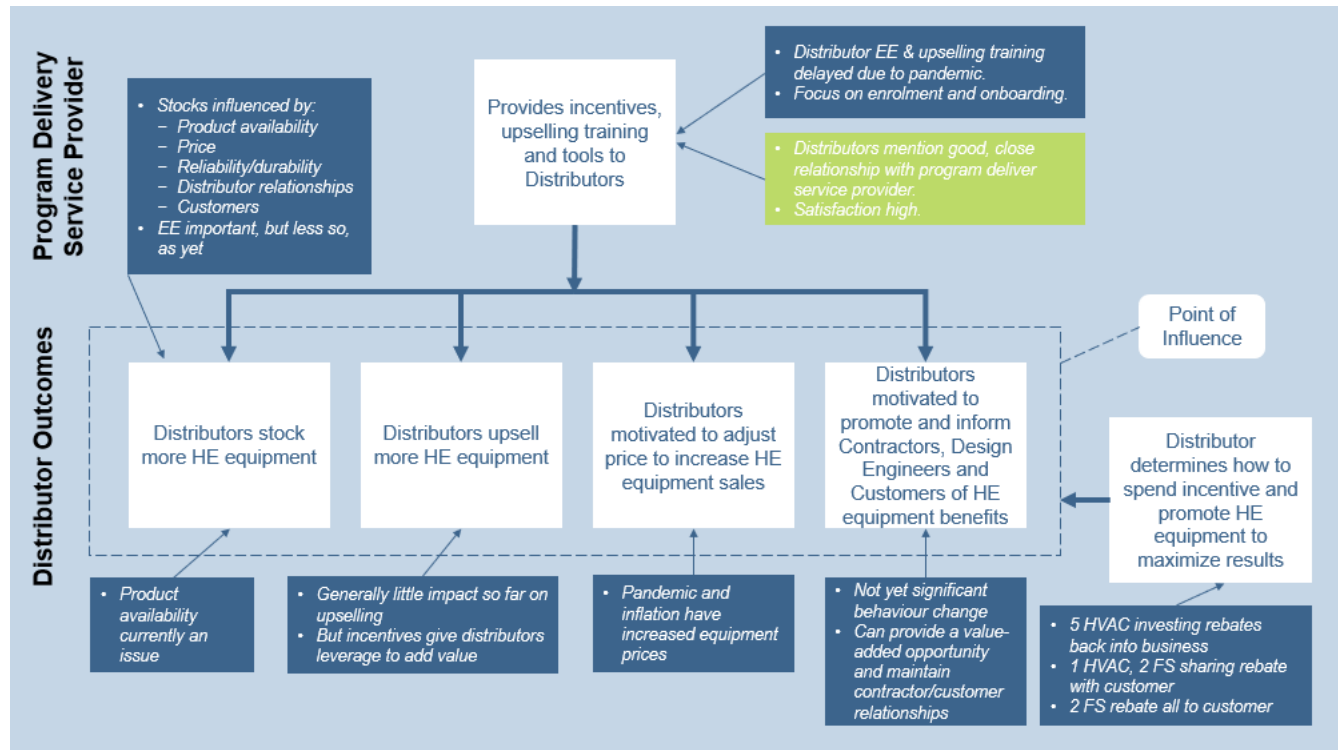 Program Delivery
Service Provider
• Stocks influenced by:
− Product availability
− Price
− Reliability/durability
− Distributor relationships
− Customers
• EE important, but less so,
as yet
Provides incentives,
upselling training
and tools to
Distributors
• Distributor EE & upselling training
delayed due to pandemic.
• Focus on enrolment and onboarding.
• Distributors mention good, close
relationship with program deliver
service provider.
• Satisfaction high.
Distributor Outcomes
Point of
Influence
Distributors stock
more HE equipment
Distributors upsell
more HE equipment
Distributors
motivated to adjust
price to increase HE
equipment sales
Distributors
motivated to
promote and inform
Contractors, Design
Engineers and
Customers of HE
equipment benefits
Distributor
determines how to
spend incentive and
promote HE
equipment to
maximize results
• Product
availability
currently an
issue
• Generally little impact so far on
upselling
• But incentives give distributors
leverage to add value
• Pandemic and
inflation have
increased equipment
prices
• Not yet significant
behaviour change
• Can provide a value-
added opportunity
and maintain
contractor/customer
relationships
• 5 HVAC investing rebates
back into business
• 1 HVAC, 2 FS sharing rebate
with customer
• 2 FS rebate all to customer